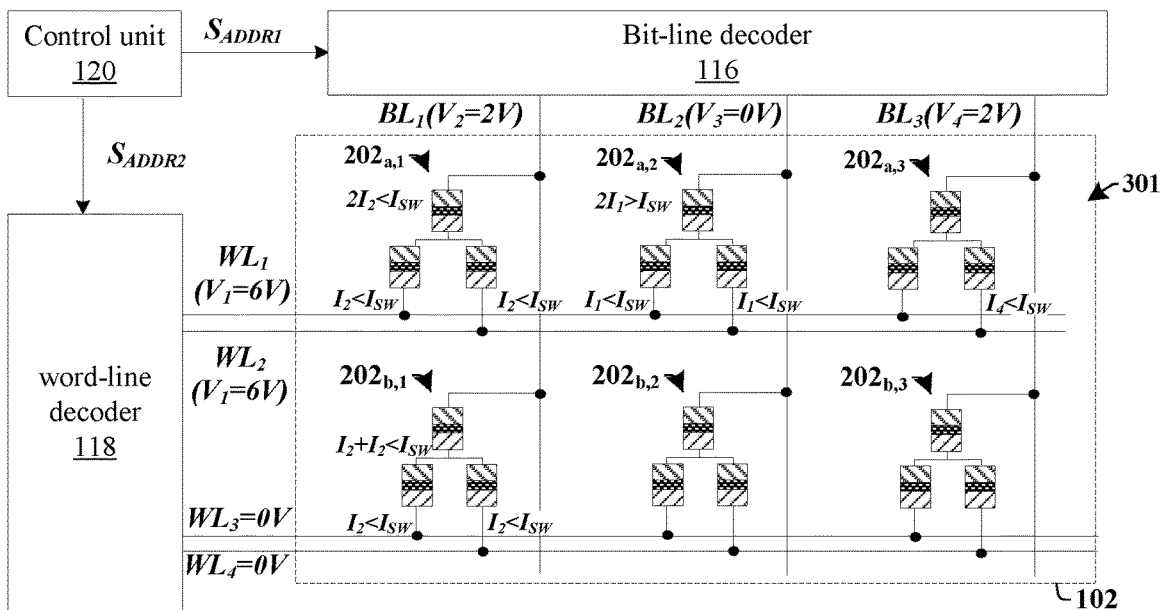 Control unit
120
S_ADDR1
Bit-line decoder
116
BL1(V2=2V)
BL2(V3=0V)
BL3(V4=2V)
S_ADDR2
202a,1
202a,2
202a,3
301
2I2<ISW
2I1>ISW
WL1
(V1=6V)
I2<ISW
I2<ISW
I1<ISW
I1<ISW
I4<ISW
WL2
(V1=6V)
word-line
decoder
118
202b,1
202b,2
202b,3
I2+I2<ISW
WL3=0V
I2<ISW
I2<ISW
WL4=0V
102